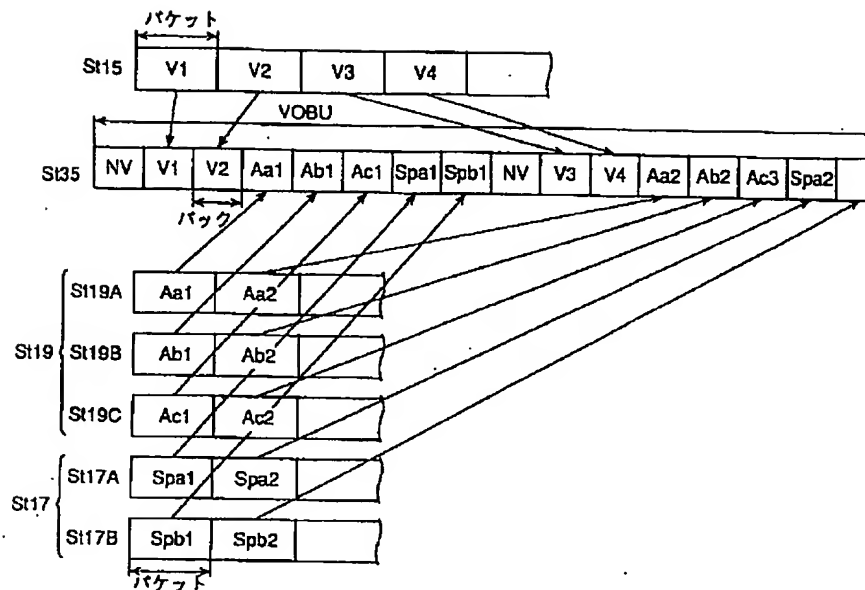 パケット
St15 V1 V2 V3 V4
VOBU
St35 NV V1 V2 Aa1 Ab1 Ac1 Spa1 Spb1 NV V3 V4 Aa2 Ab2 Ac3 Spa2
パック
St19
St19A Aa1 Aa2
St19B Ab1 Ab2
St19C Ac1 Ac2
St17
St17A Spa1 Spa2
St17B Spb1 Spb2
パケット